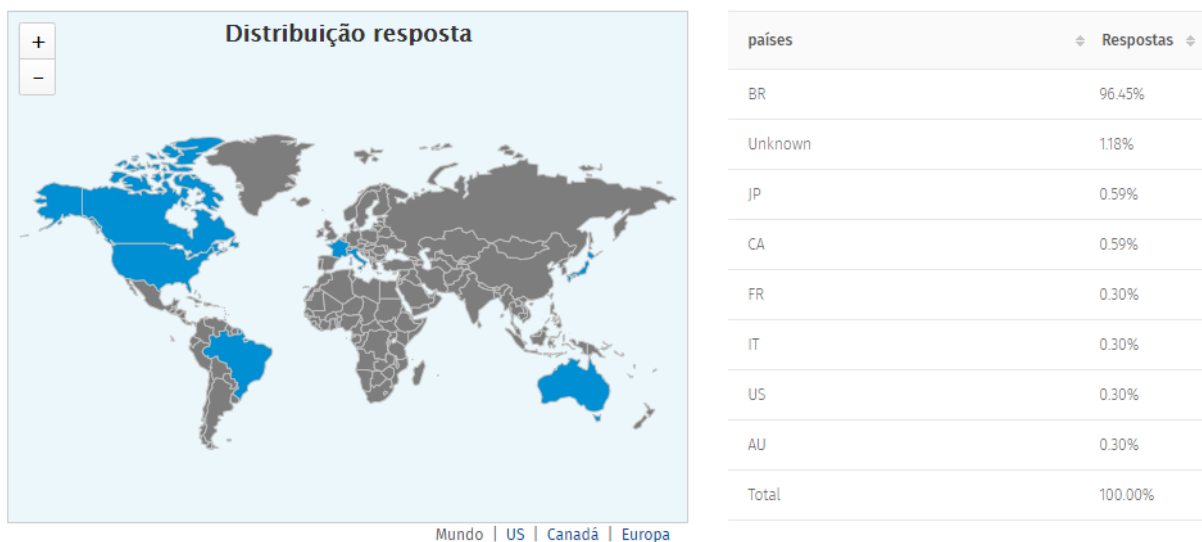 +
Distribuição resposta
−
Mundo | US | Canadá | Europa
países Respostas
BR 96.45%
Unknown 1.18%
JP 0.59%
CA 0.59%
FR 0.30%
IT 0.30%
US 0.30%
AU 0.30%
Total 100.00%